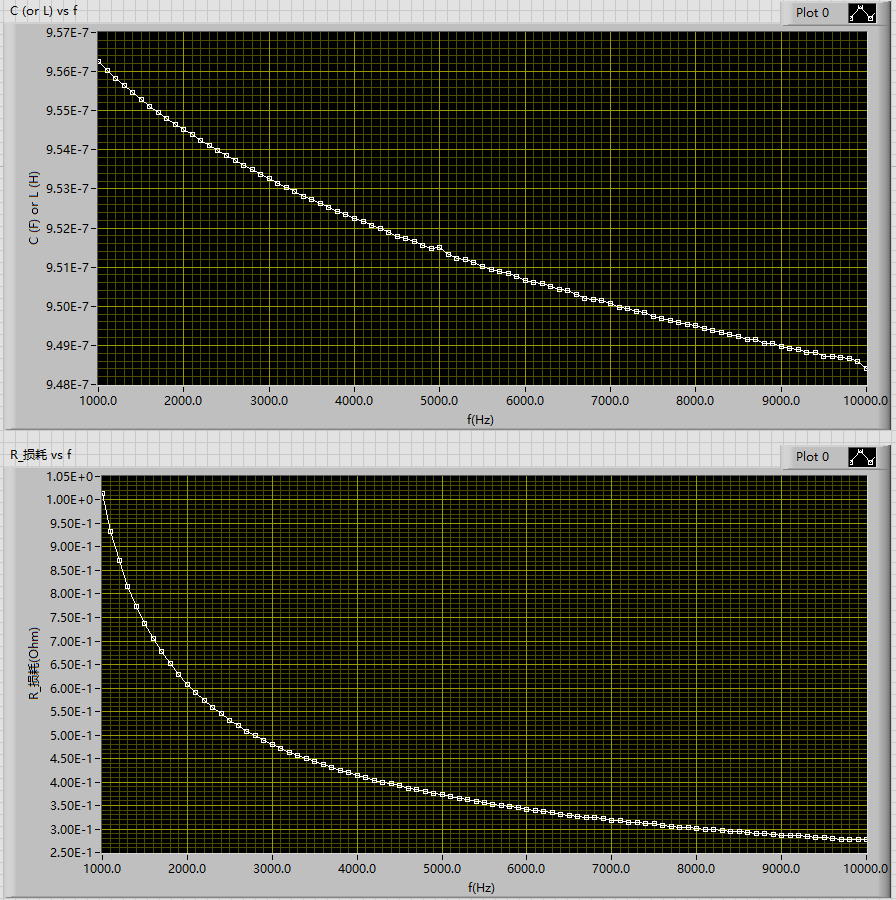 C (or L) vs f
Plot 0
9.57E-7
9.56E-7
9.55E-7
9.54E-7
9.53E-7
9.52E-7
9.51E-7
9.50E-7
9.49E-7
9.48E-7
C (F) or L (H)
1000.0 2000.0 3000.0 4000.0 5000.0 6000.0 7000.0 8000.0 9000.0 10000.0
f(Hz)
R_损耗 vs f
Plot 0
1.05E+0
1.00E+0
9.50E-1
9.00E-1
8.50E-1
8.00E-1
7.50E-1
7.00E-1
6.50E-1
6.00E-1
5.50E-1
5.00E-1
4.50E-1
4.00E-1
3.50E-1
3.00E-1
2.50E-1
R_损耗(Ohm)
1000.0 2000.0 3000.0 4000.0 5000.0 6000.0 7000.0 8000.0 9000.0 10000.0
f(Hz)